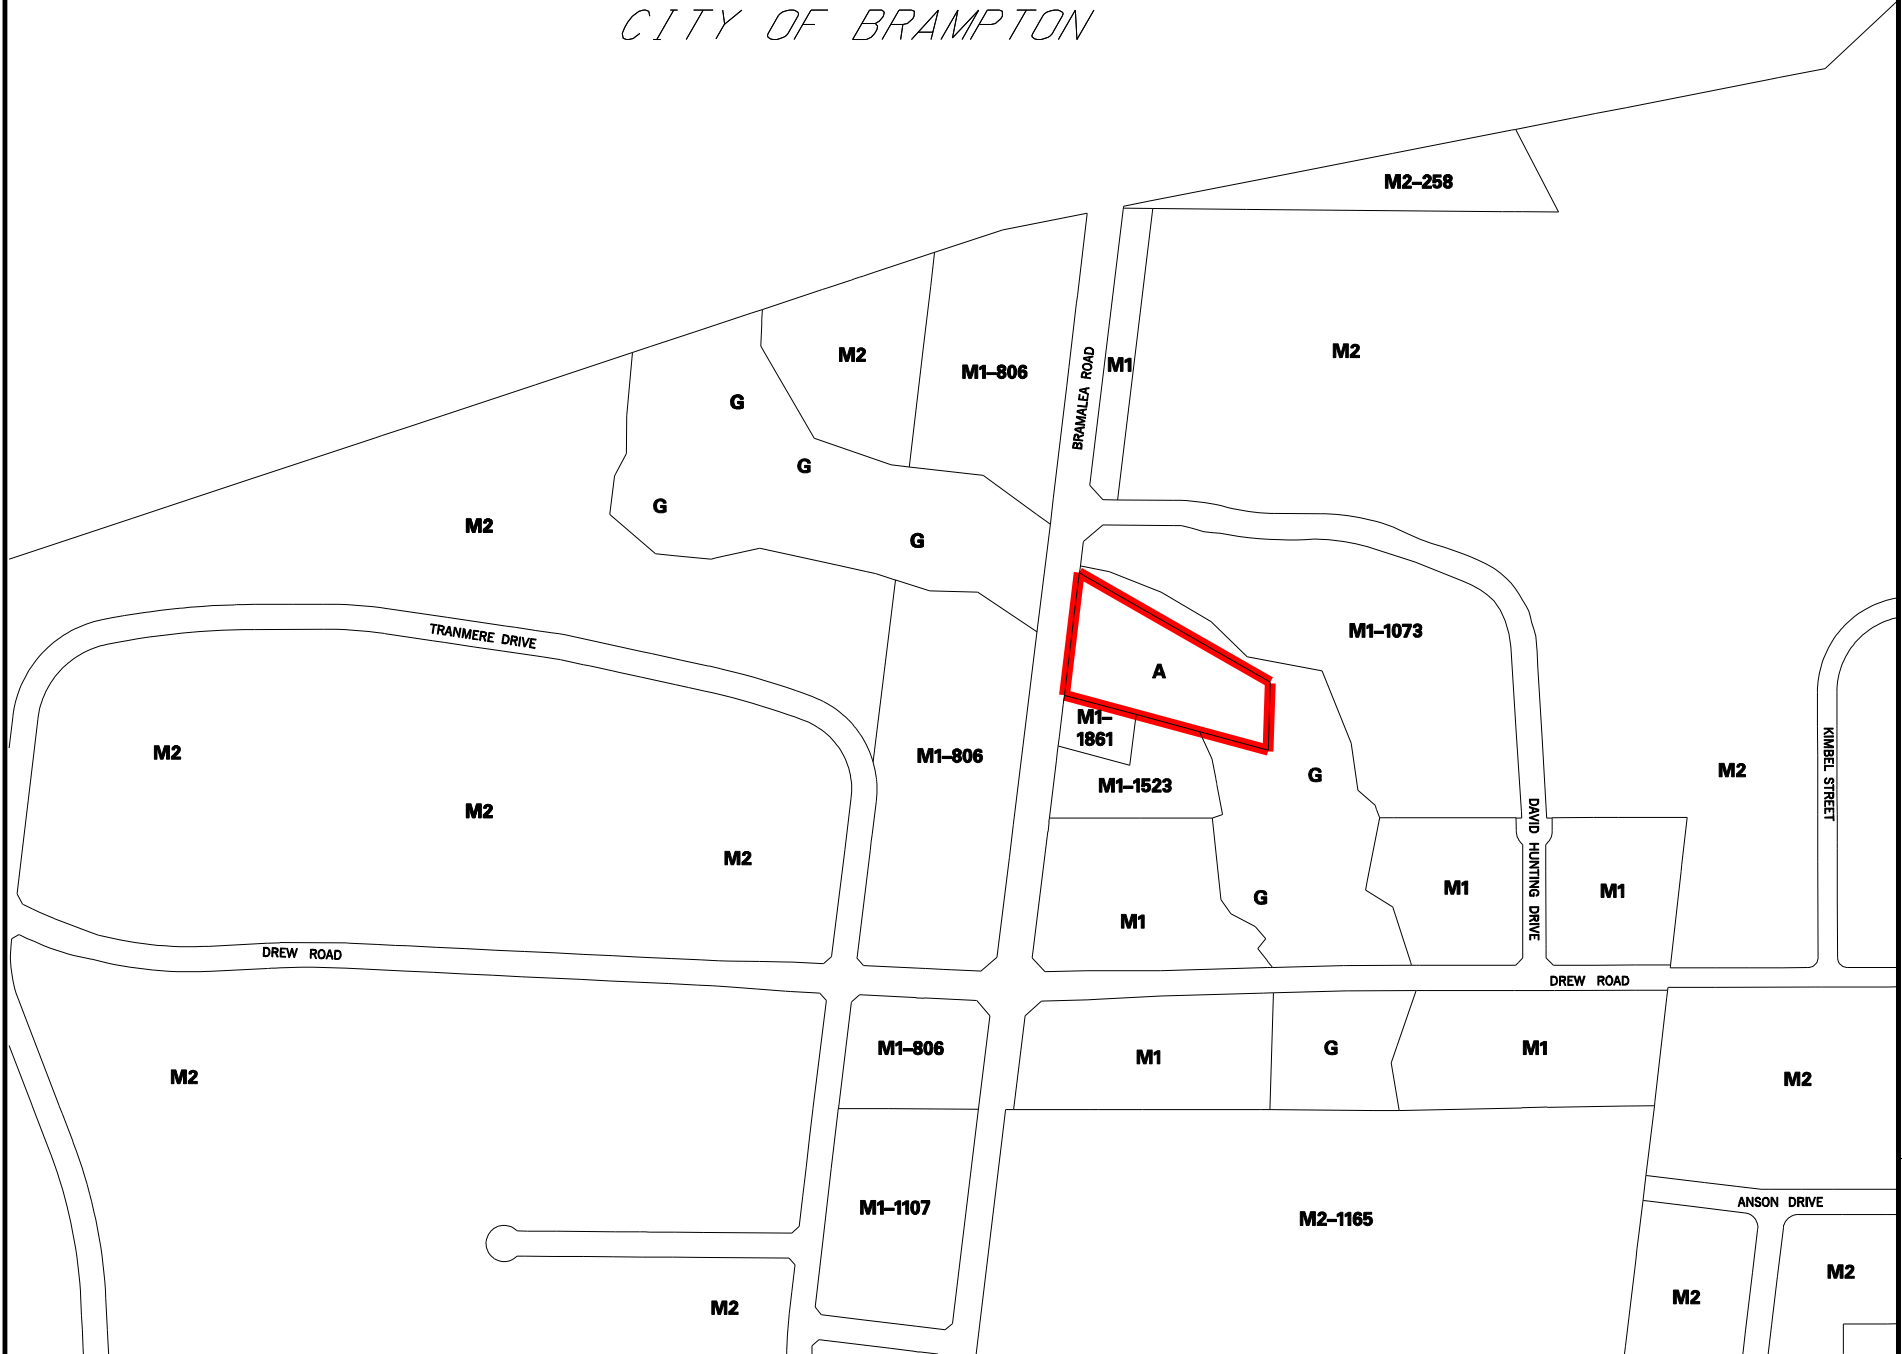 CITY OF BRAMPTON
M2–258
M2
M1–806
BRAMALEA ROAD
M1
M2
G
G
G
G
M2
TRANMERE DRIVE
M1–1073
A
M1–
1861
M1–806
M1–1523
G
M2
KIMBEL STREET
M2
M2
M2
DAVID HUNTING DRIVE
M1
M1
G
M1
DREW ROAD
DREW ROAD
M1–806
M1
G
M1
M2
M2
M1–1107
M2–1165
ANSON DRIVE
M2
M2
M2